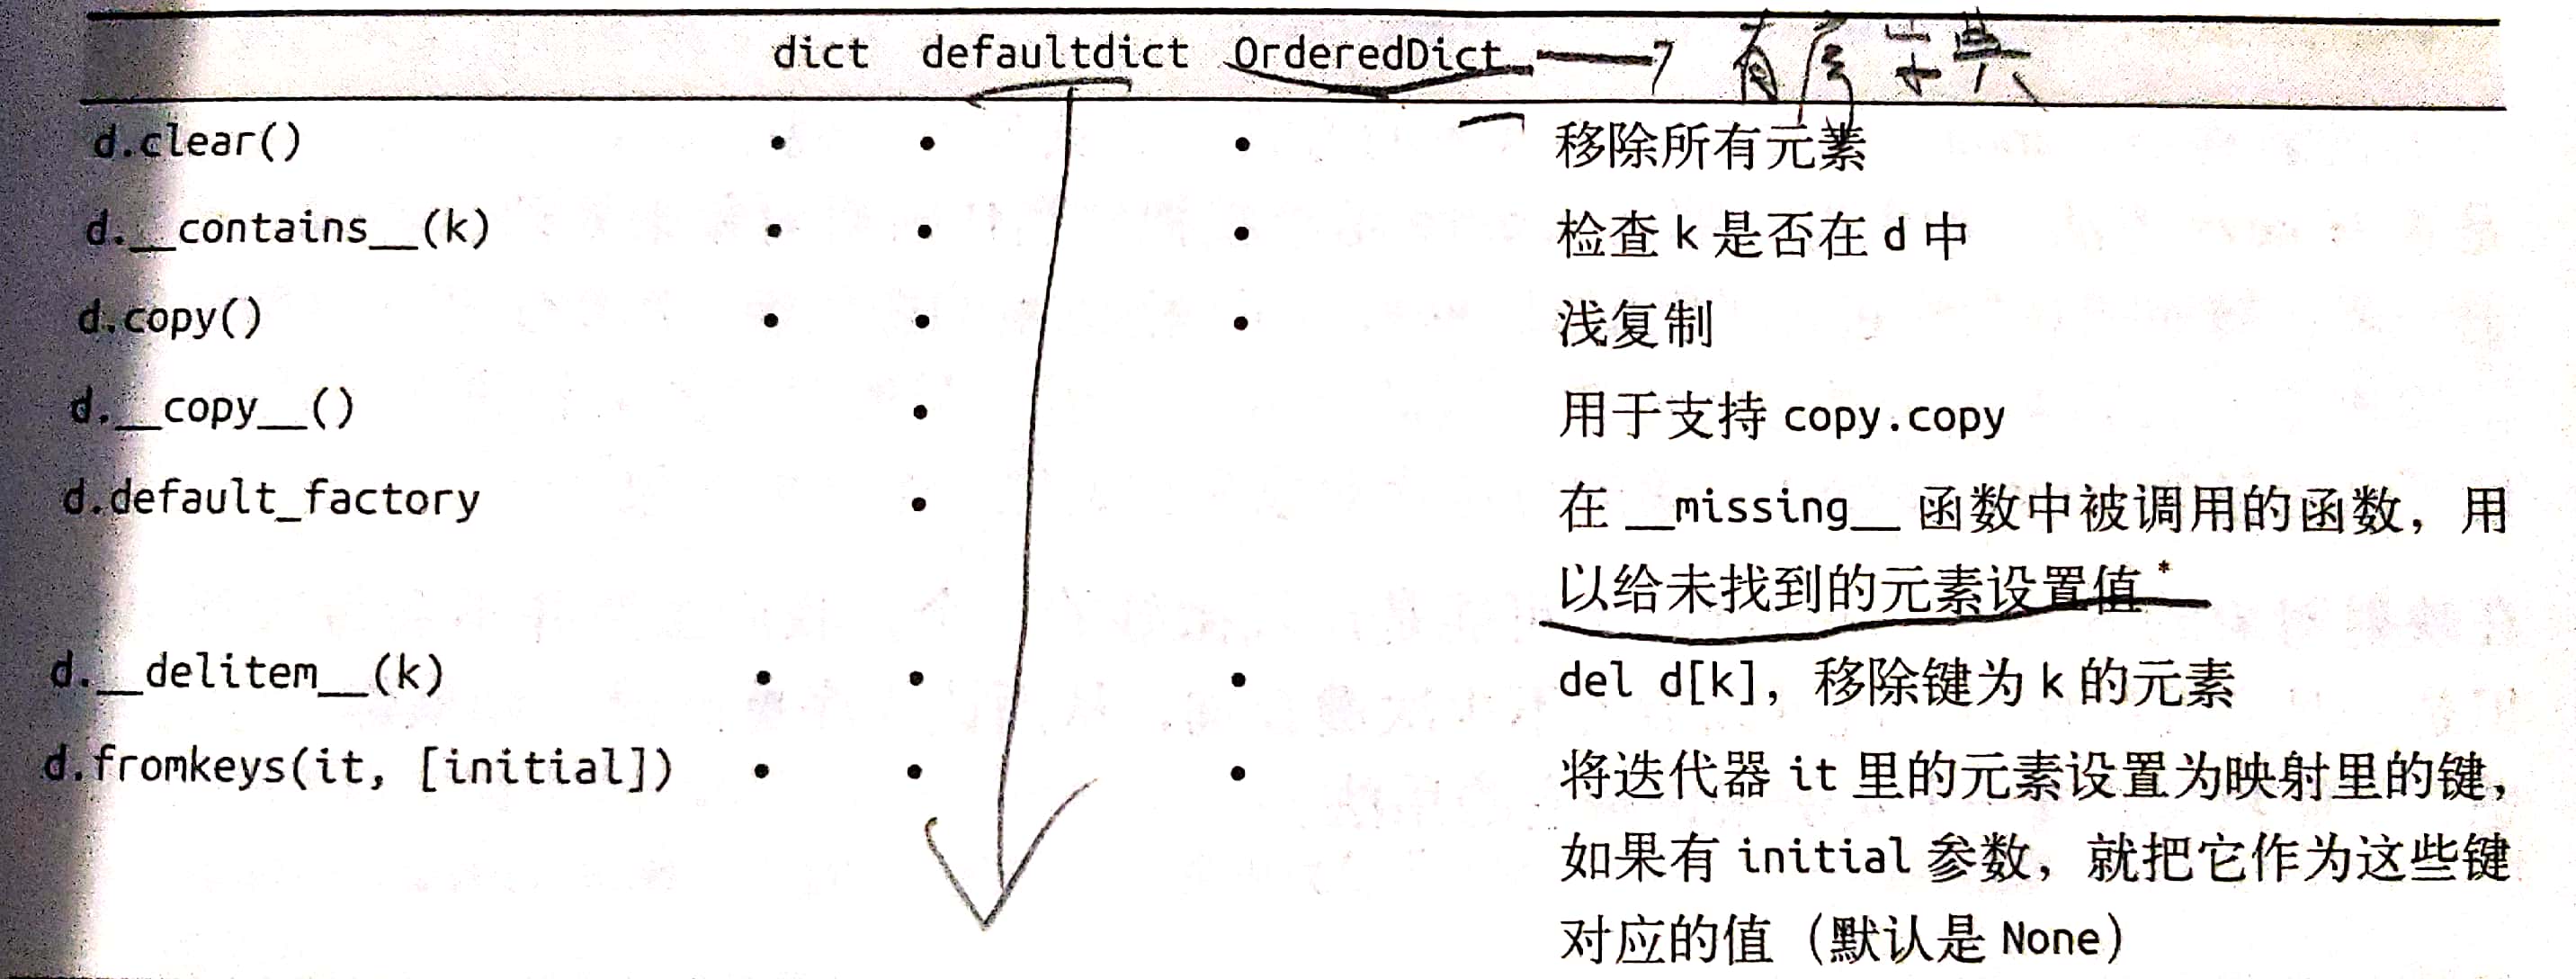 dict defaultdict OrderedDict 有序字典
d.clear() • • • 移除所有元素
d.__contains__(k) • • • 检查 k 是否在 d 中
d.copy() • • • 浅复制
d.__copy__() • 用于支持 copy.copy
d.default_factory • 在 __missing__ 函数中被调用的函数，用
以给未找到的元素设置值*
d.__delitem__(k) • • • del d[k]，移除键为 k 的元素
d.fromkeys(it, [initial]) • • • 将迭代器 it 里的元素设置为映射里的键，
如果有 initial 参数，就把它作为这些键
对应的值（默认是 None）